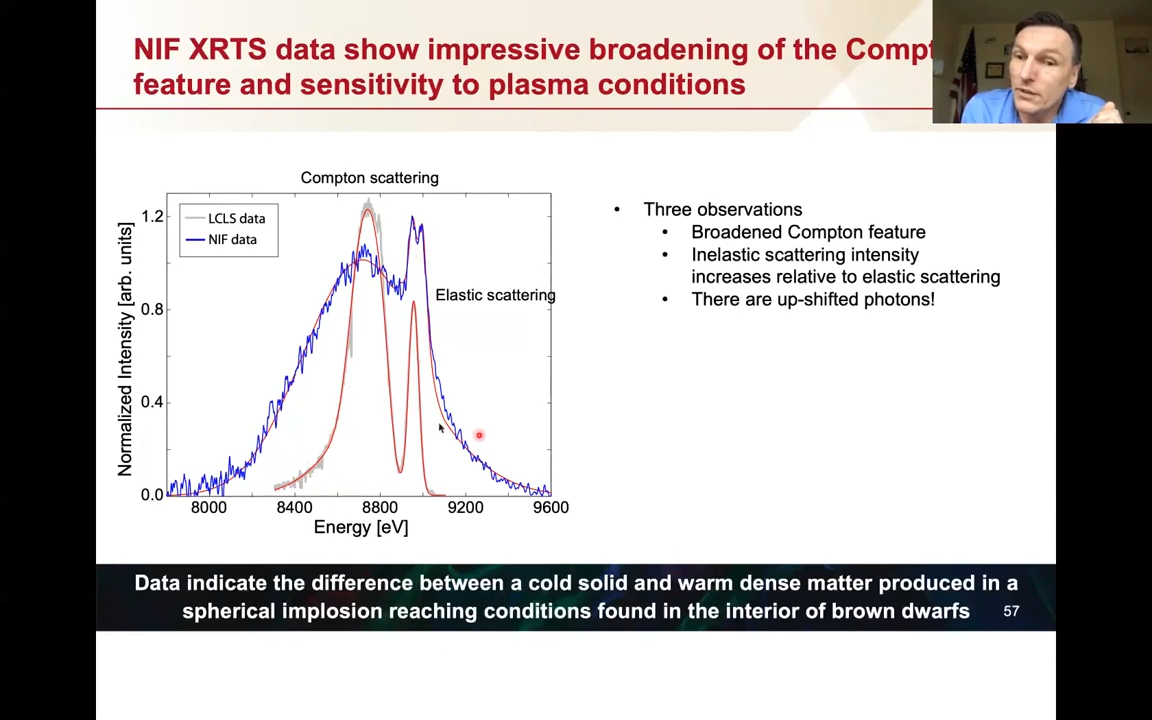 NIF XRTS data show impressive broadening of the Compt
feature and sensitivity to plasma conditions
Compton scattering
LCLS data
NIF data
Elastic scattering
Normalized Intensity [arb. units]
1.2
0.8
0.4
0.0
8000 8400 8800 9200 9600
Energy [eV]
• Three observations
• Broadened Compton feature
• Inelastic scattering intensity
increases relative to elastic scattering
• There are up-shifted photons!
Data indicate the difference between a cold solid and warm dense matter produced in a
spherical implosion reaching conditions found in the interior of brown dwarfs
57